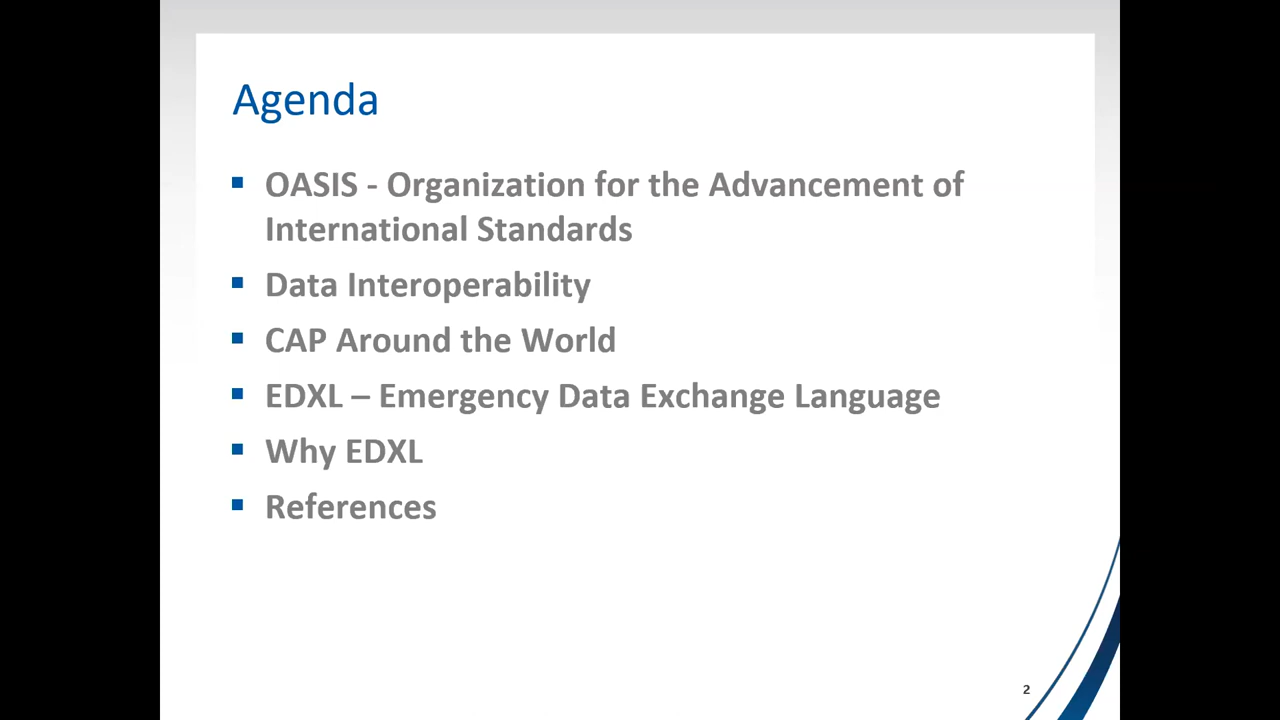 Agenda
▪ OASIS - Organization for the Advancement of
International Standards
▪ Data Interoperability
▪ CAP Around the World
▪ EDXL – Emergency Data Exchange Language
▪ Why EDXL
▪ References
2